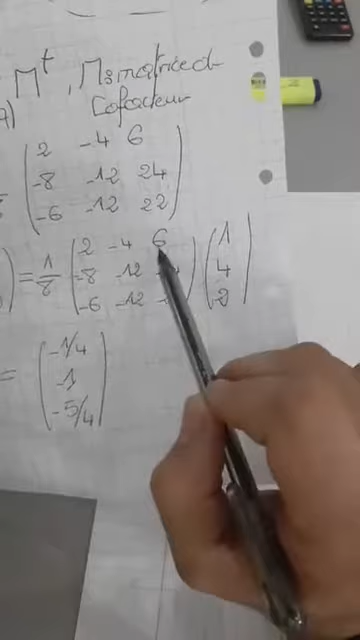 Mᵗ , M: matrice d
Cofacteur
2 -4 6
-8 -12 24
-6 -12 22
= 1/8 ( 2 -4 6 ) ( 1 )
-8 -12 4
-6 -12 2
= ( -1/4 )
-1
-5/4